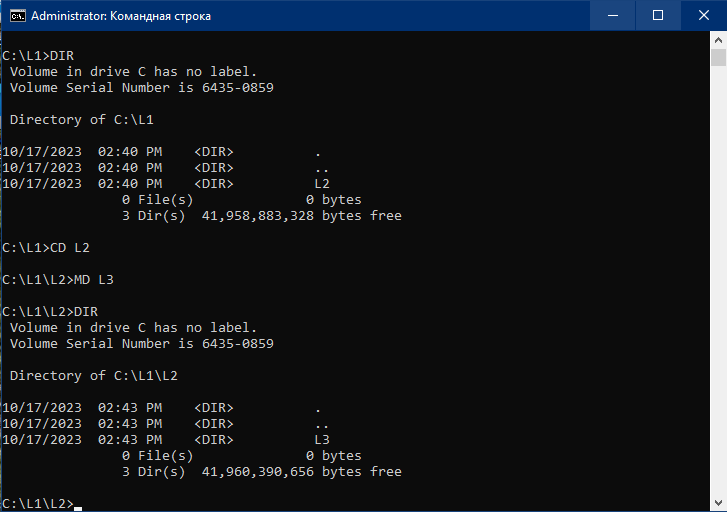 Administrator: Командная строка
C:\L1>DIR
Volume in drive C has no label.
Volume Serial Number is 6435-0859
Directory of C:\L1
10/17/2023  02:40 PM    <DIR>          .
10/17/2023  02:40 PM    <DIR>          ..
10/17/2023  02:40 PM    <DIR>          L2
0 File(s)              0 bytes
3 Dir(s)  41,958,883,328 bytes free
C:\L1>CD L2
C:\L1\L2>MD L3
C:\L1\L2>DIR
Volume in drive C has no label.
Volume Serial Number is 6435-0859
Directory of C:\L1\L2
10/17/2023  02:43 PM    <DIR>          .
10/17/2023  02:43 PM    <DIR>          ..
10/17/2023  02:43 PM    <DIR>          L3
0 File(s)              0 bytes
3 Dir(s)  41,960,390,656 bytes free
C:\L1\L2>